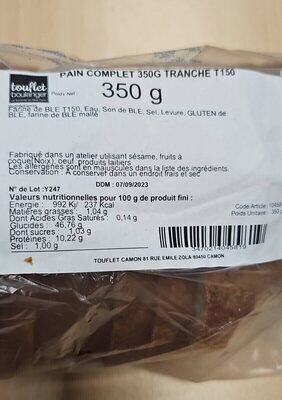 PAIN COMPLET 350G TRANCHE T150
touflet
boulanger
Poids Net :
350 g
Farine de BLE T150, Eau, Son de BLE, Sel, Levure, GLUTEN de
BLE, farine de BLE malté
Fabriqué dans un atelier utilisant sésame, fruits à
coque(Noix), oeuf, produits laitiers
Les allergènes sont en majuscules dans la liste des ingrédients.
Conservation : A conserver dans un endroit frais et sec
DDM : 07/09/2023
N° de Lot :Y247
Valeurs nutritionnelles pour 100 g de produit fini :
Energie : 992 Kj/ 237 Kcal
Matières grasses : 1,04 g
Dont Acides Gras Saturés : 0,14 g
Glucides : 46,76 g
Dont sucres : 1,03 g
Protéines : 10,22 g
Sel : 1,00 g
Code Article :
Poids Unitaire : 350
3470214045819
TOUFLET CAMON 81 RUE EMILE ZOLA 80450 CAMON